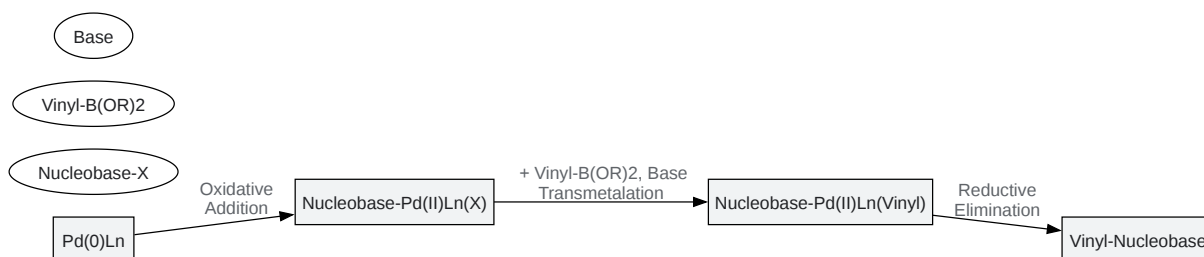 Base
Vinyl-B(OR)2
Nucleobase-X
Pd(0)Ln
Oxidative
Addition
Nucleobase-Pd(II)Ln(X)
+ Vinyl-B(OR)2, Base
Transmetalation
Nucleobase-Pd(II)Ln(Vinyl)
Reductive
Elimination
Vinyl-Nucleobase